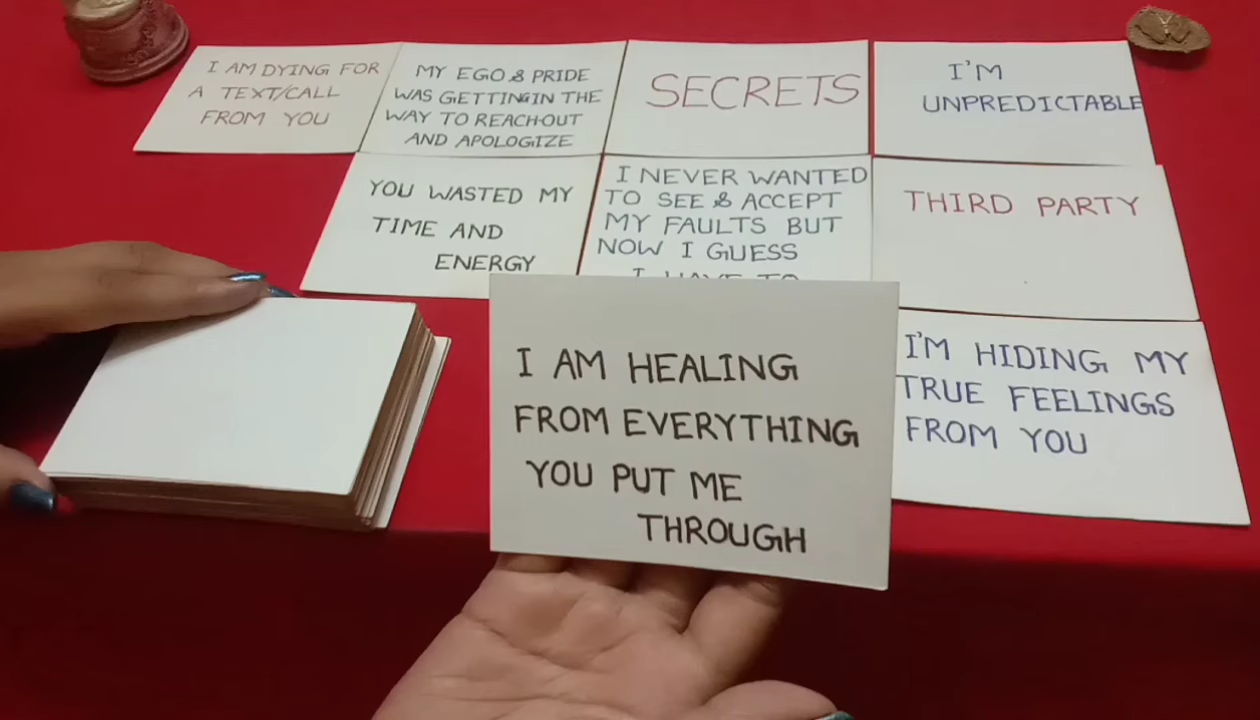 I AM DYING FOR
A TEXT/CALL
FROM YOU
MY EGO & PRIDE
WAS GETTING IN THE
WAY TO REACH-OUT
AND APOLOGIZE
SECRETS
I'M
UNPREDICTABLE
YOU WASTED MY
TIME AND
ENERGY
I NEVER WANTED
TO SEE & ACCEPT
MY FAULTS BUT
NOW I GUESS
I HAVE TO
THIRD PARTY
I AM HEALING
FROM EVERYTHING
YOU PUT ME
THROUGH
I'M HIDING MY
TRUE FEELINGS
FROM YOU